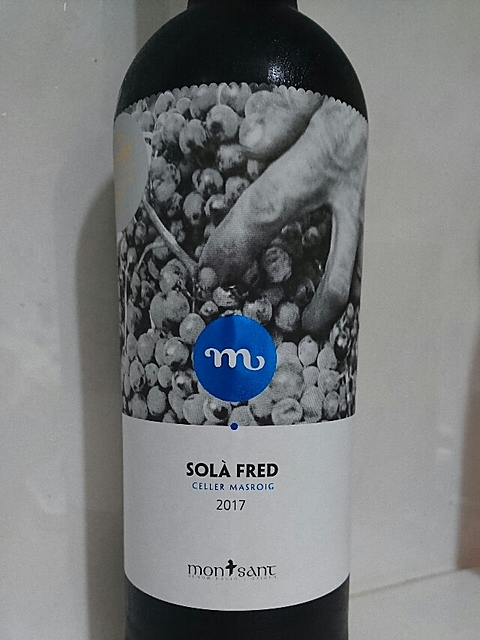 m
SOLÀ FRED
CELLER MASROIG
2017
montsant